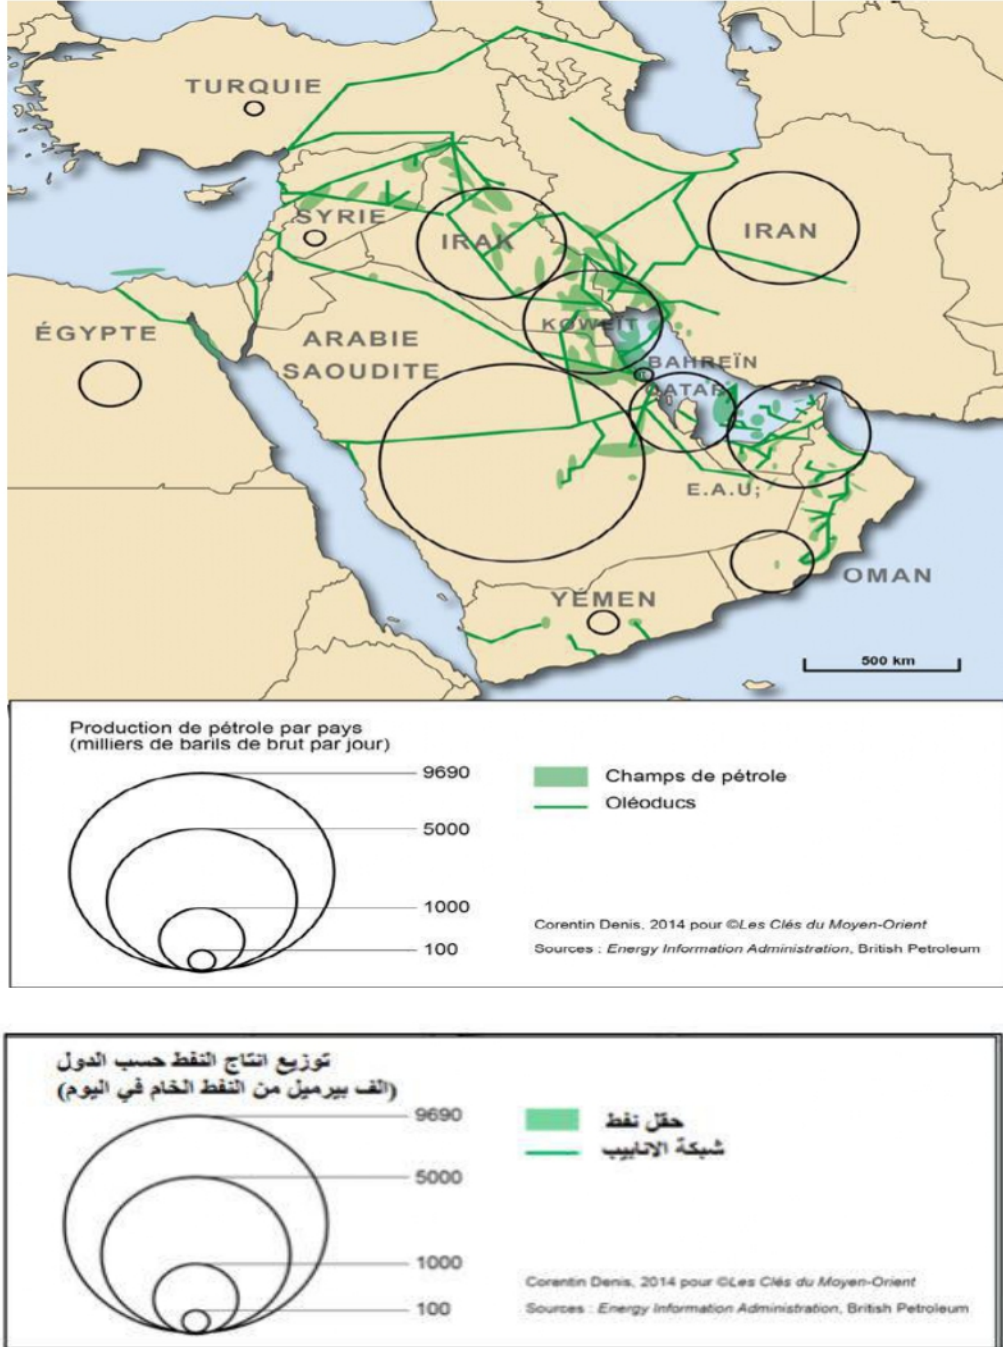 TURQUIE
SYRIE
IRAK
IRAN
ÉGYPTE
ARABIE
SAOUDITE
KOWEÏT
BAHREÏN
QATAR
E.A.U;
OMAN
YÉMEN
500 km
Production de pétrole par pays
(milliers de barils de brut par jour)
9690
5000
1000
100
Champs de pétrole
Oléoducs
Corentin Denis, 2014 pour ©Les Clés du Moyen-Orient
Sources : Energy Information Administration, British Petroleum
توزيع انتاج النفط حسب الدول
(الف بيرميل من النفط الخام في اليوم)
9690
5000
1000
100
حقل نفط
شبكة الانابيب
Corentin Denis, 2014 pour ©Les Clés du Moyen-Orient
Sources : Energy Information Administration, British Petroleum